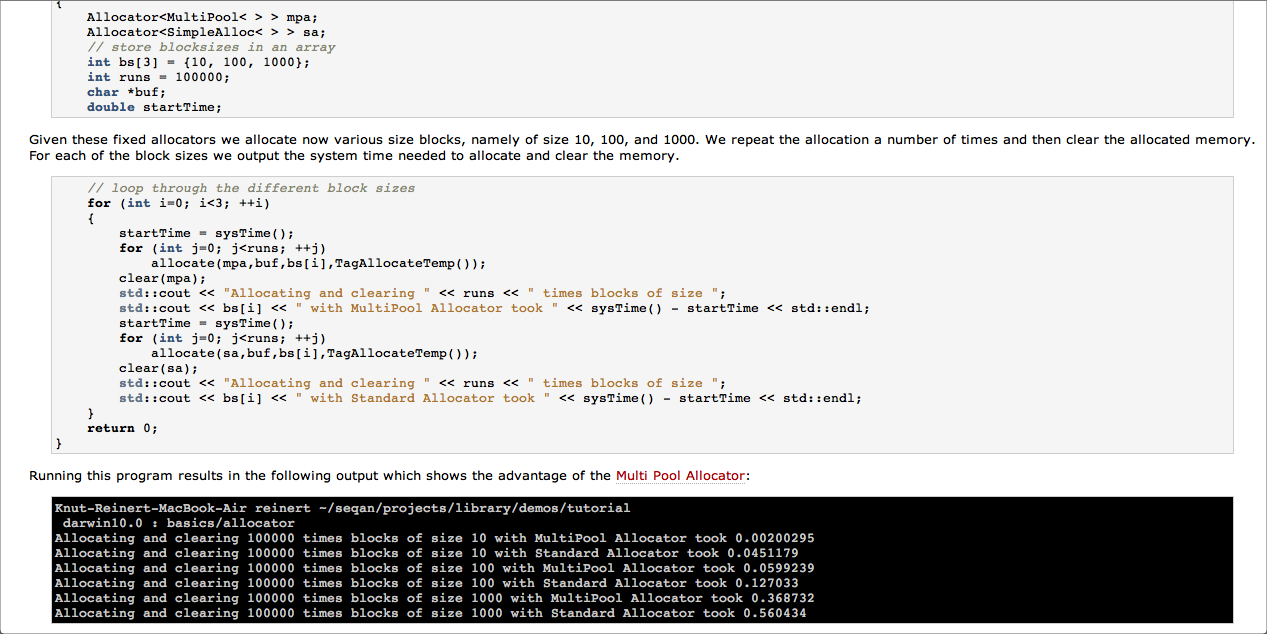 {
Allocator<MultiPool< > > mpa;
Allocator<SimpleAlloc< > > sa;
// store blocksizes in an array
int bs[3] = {10, 100, 1000};
int runs = 100000;
char *buf;
double startTime;
Given these fixed allocators we allocate now various size blocks, namely of size 10, 100, and 1000. We repeat the allocation a number of times and then clear the allocated memory.
For each of the block sizes we output the system time needed to allocate and clear the memory.
// loop through the different block sizes
for (int i=0; i<3; ++i)
{
startTime = sysTime();
for (int j=0; j<runs; ++j)
allocate(mpa,buf,bs[i],TagAllocateTemp());
clear(mpa);
std::cout << "Allocating and clearing " << runs << " times blocks of size ";
std::cout << bs[i] << " with MultiPool Allocator took " << sysTime() - startTime << std::endl;
startTime = sysTime();
for (int j=0; j<runs; ++j)
allocate(sa,buf,bs[i],TagAllocateTemp());
clear(sa);
std::cout << "Allocating and clearing " << runs << " times blocks of size ";
std::cout << bs[i] << " with Standard Allocator took " << sysTime() - startTime << std::endl;
}
return 0;
}
Running this program results in the following output which shows the advantage of the Multi Pool Allocator:
Knut-Reinert-MacBook-Air reinert ~/seqan/projects/library/demos/tutorial
darwin10.0 : basics/allocator
Allocating and clearing 100000 times blocks of size 10 with MultiPool Allocator took 0.00200295
Allocating and clearing 100000 times blocks of size 10 with Standard Allocator took 0.0451179
Allocating and clearing 100000 times blocks of size 100 with MultiPool Allocator took 0.0599239
Allocating and clearing 100000 times blocks of size 100 with Standard Allocator took 0.127033
Allocating and clearing 100000 times blocks of size 1000 with MultiPool Allocator took 0.368732
Allocating and clearing 100000 times blocks of size 1000 with Standard Allocator took 0.560434